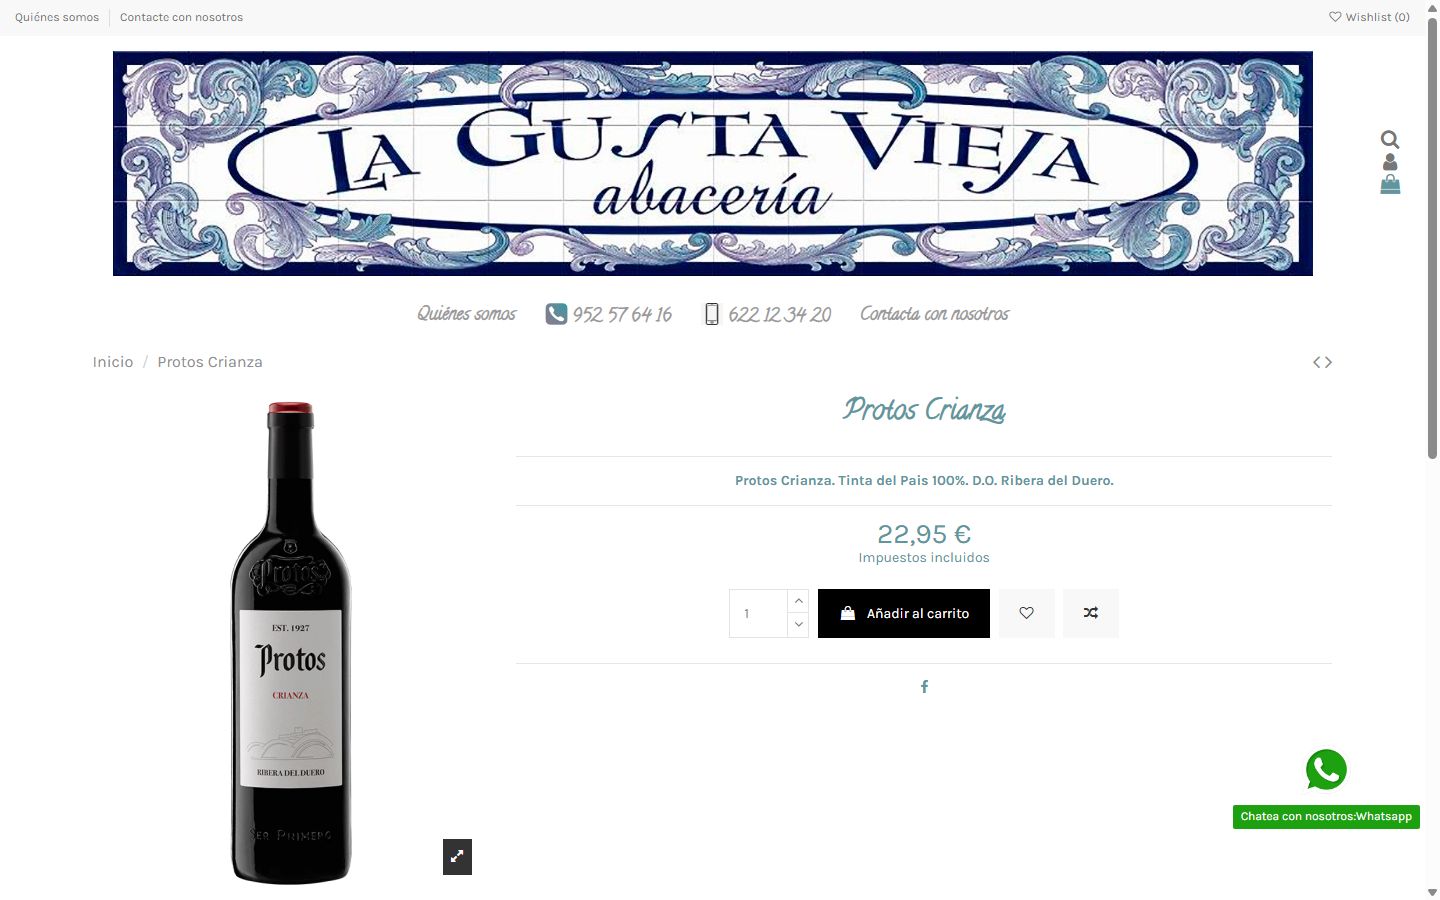 Quiénes somos
Contacte con nosotros
Wishlist (0)
LA GUSTA VIEJA
abacería
Quiénes somos
952 57 64 16
622 12 34 20
Contacta con nosotros
Inicio / Protos Crianza
Protos Crianza
Protos Crianza. Tinta del Pais 100%. D.O. Ribera del Duero.
22,95 €
Impuestos incluidos
1
Añadir al carrito
Protos
EST. 1927
Protos
CRIANZA
RIBERA DEL DUERO
SER PRIMERO
Chatea con nosotros:Whatsapp